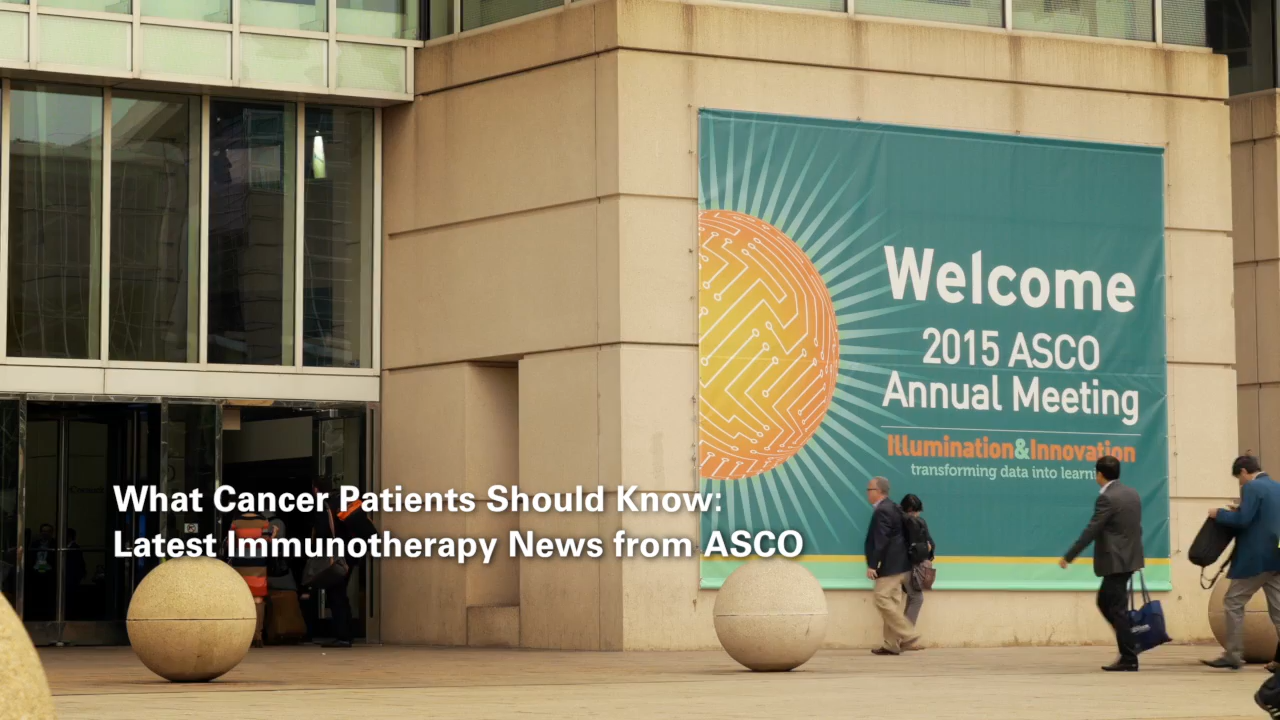 Welcome
2015 ASCO
Annual Meeting
Illumination&Innovation
transforming data into learni
What Cancer Patients Should Know:
Latest Immunotherapy News from ASCO